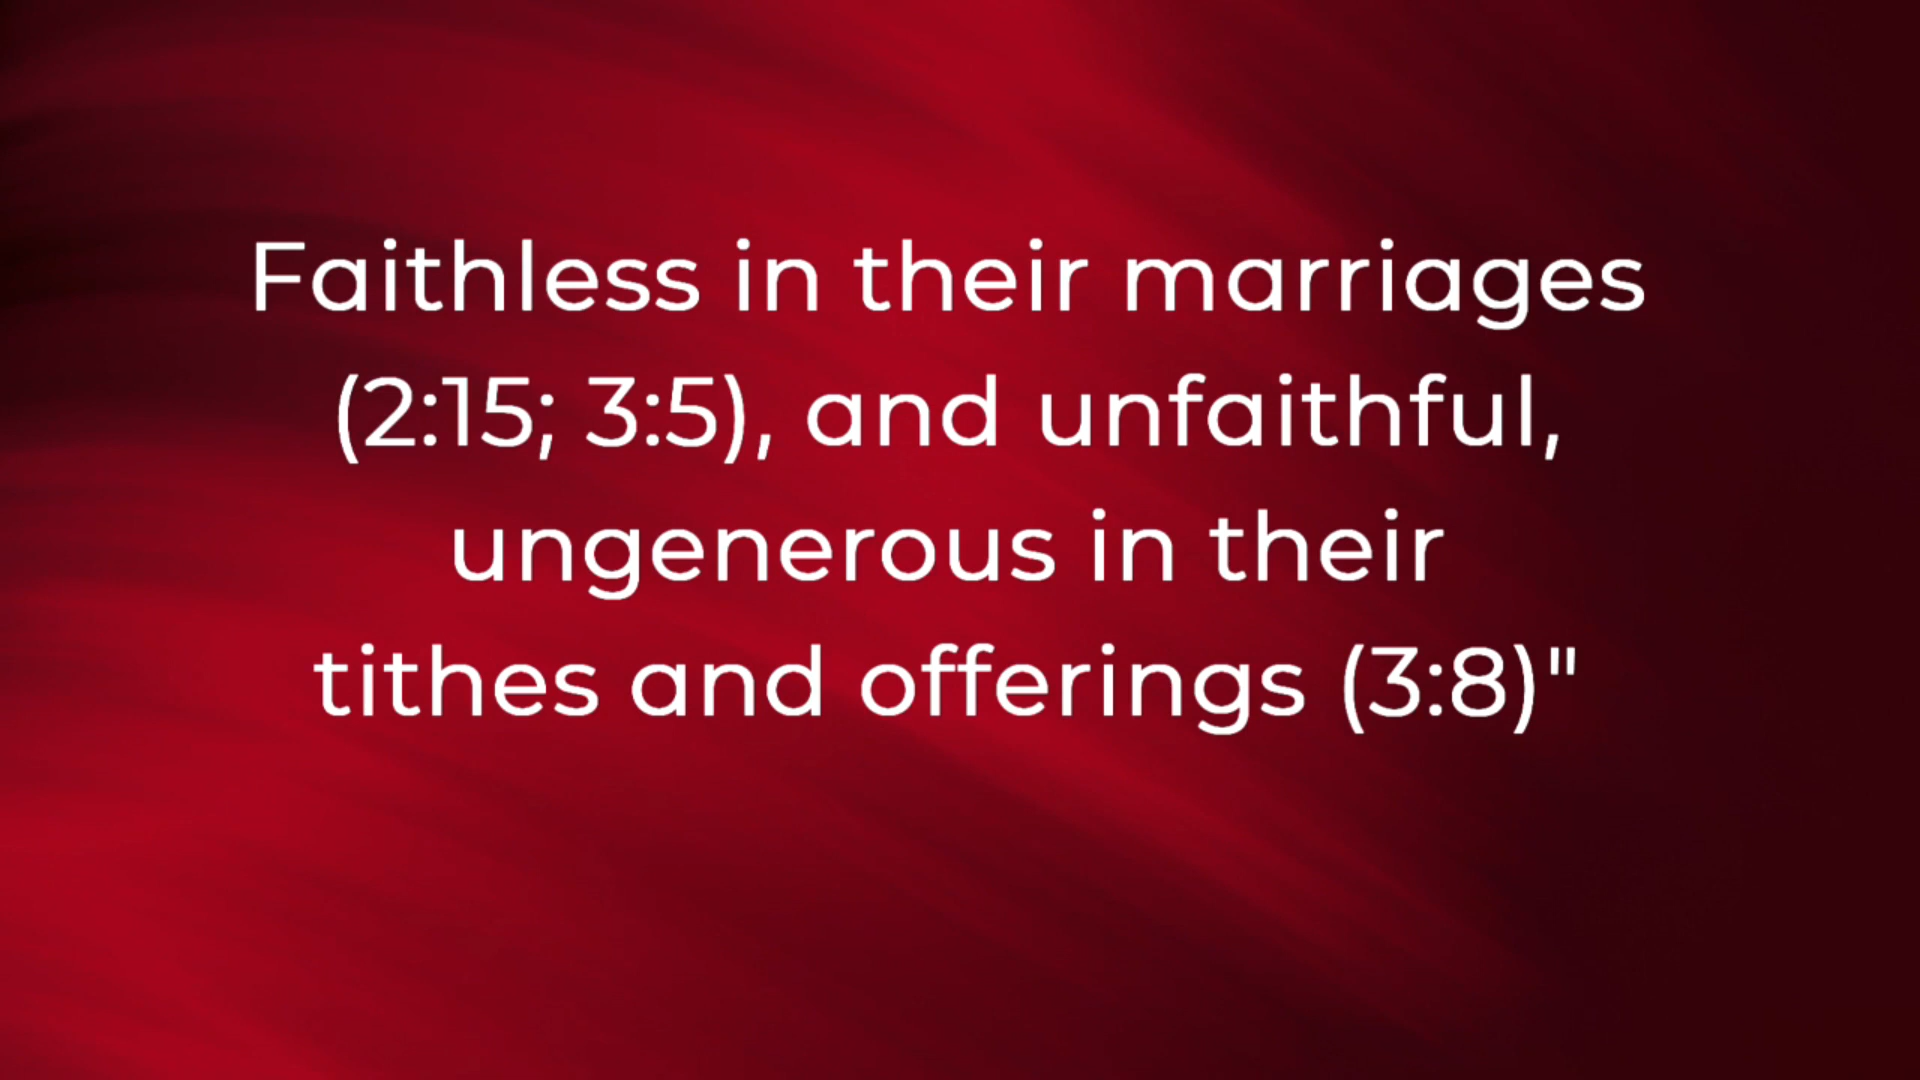 Faithless in their marriages
(2:15; 3:5), and unfaithful,
ungenerous in their
tithes and offerings (3:8)"